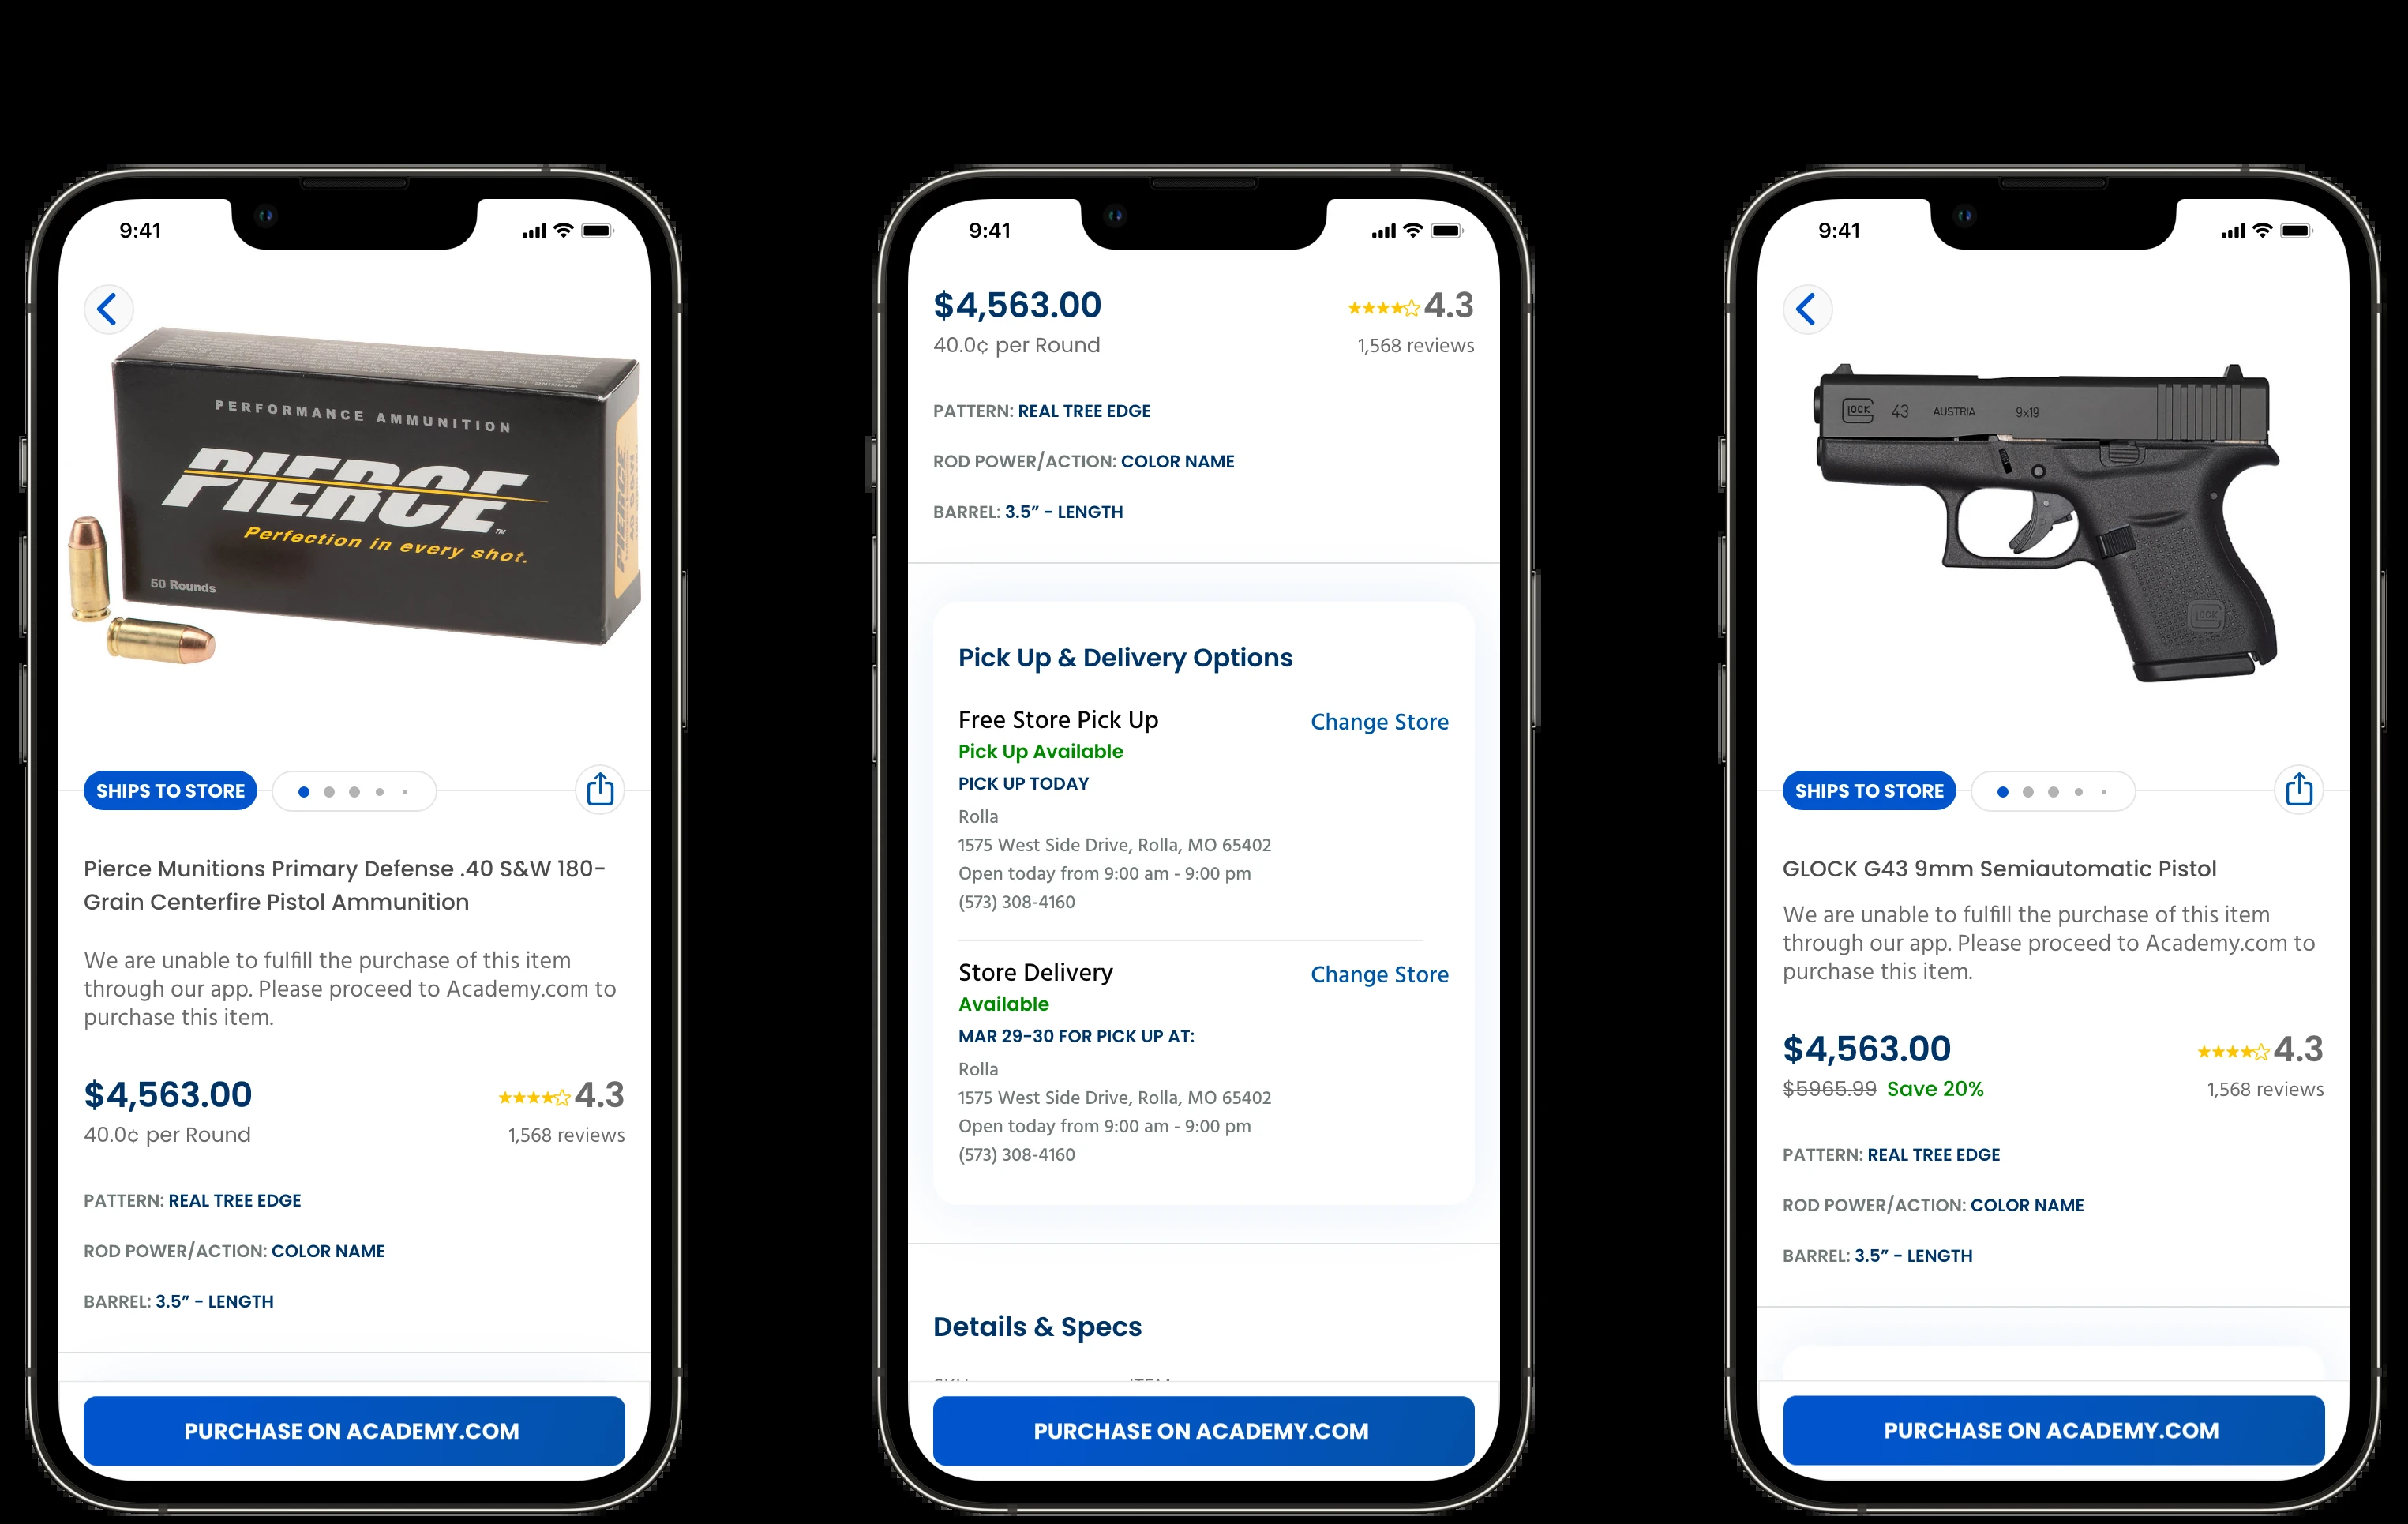 9:41
PERFORMANCE AMMUNITION
PIERCE™
Perfection in every shot.
50 Rounds
SHIPS TO STORE
Pierce Munitions Primary Defense .40 S&W 180-
Grain Centerfire Pistol Ammunition
We are unable to fulfill the purchase of this item
through our app. Please proceed to Academy.com to
purchase this item.
$4,563.00 4.3
40.0¢ per Round 1,568 reviews
PATTERN: REAL TREE EDGE
ROD POWER/ACTION: COLOR NAME
BARREL: 3.5” - LENGTH
PURCHASE ON ACADEMY.COM
9:41
$4,563.00 4.3
40.0¢ per Round 1,568 reviews
PATTERN: REAL TREE EDGE
ROD POWER/ACTION: COLOR NAME
BARREL: 3.5” - LENGTH
Pick Up & Delivery Options
Free Store Pick Up Change Store
Pick Up Available
PICK UP TODAY
Rolla
1575 West Side Drive, Rolla, MO 65402
Open today from 9:00 am - 9:00 pm
(573) 308-4160
Store Delivery Change Store
Available
MAR 29-30 FOR PICK UP AT:
Rolla
1575 West Side Drive, Rolla, MO 65402
Open today from 9:00 am - 9:00 pm
(573) 308-4160
Details & Specs
PURCHASE ON ACADEMY.COM
9:41
GLOCK 43 AUSTRIA 9x19
GLOCK
SHIPS TO STORE
GLOCK G43 9mm Semiautomatic Pistol
We are unable to fulfill the purchase of this item
through our app. Please proceed to Academy.com to
purchase this item.
$4,563.00 4.3
$5965.99 Save 20% 1,568 reviews
PATTERN: REAL TREE EDGE
ROD POWER/ACTION: COLOR NAME
BARREL: 3.5” - LENGTH
PURCHASE ON ACADEMY.COM